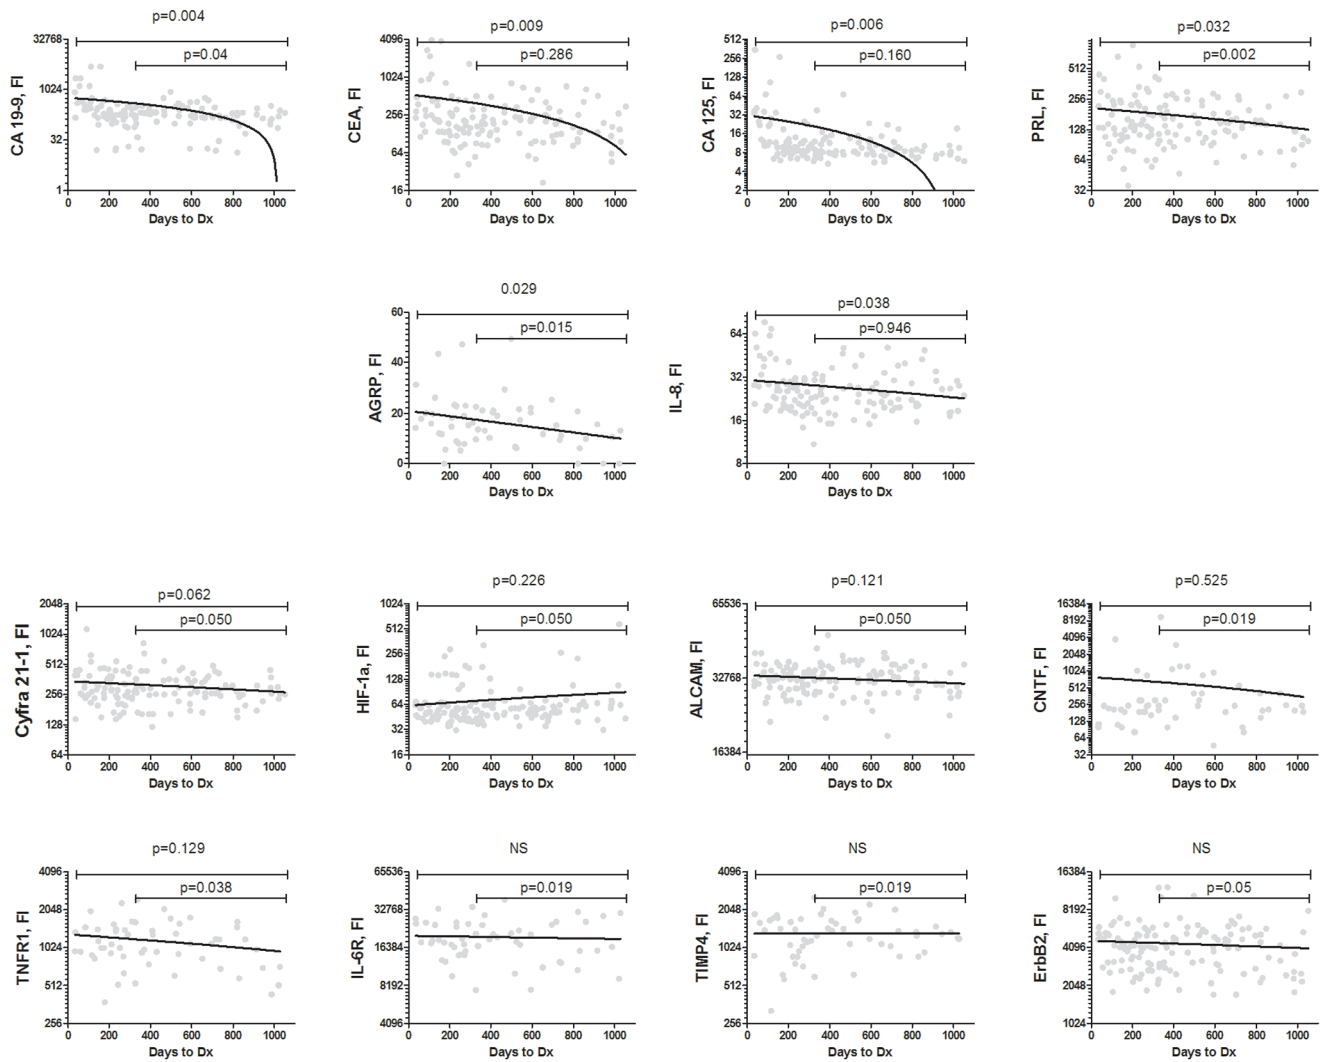 p=0.004
p=0.04
CA 19-9, FI
32768
1024
32
1
0 200 400 600 800 1000
Days to Dx
p=0.009
p=0.286
CEA, FI
4096
1024
256
64
16
0 200 400 600 800 1000
Days to Dx
p=0.006
p=0.160
CA 125, FI
512
256
128
64
32
16
8
4
2
0 200 400 600 800 1000
Days to Dx
p=0.032
p=0.002
PRL, FI
512
256
128
64
32
0 200 400 600 800 1000
Days to Dx
0.029
p=0.015
AGRP, FI
60
40
20
0
0 200 400 600 800 1000
Days to Dx
p=0.038
p=0.946
IL-8, FI
64
32
16
8
0 200 400 600 800 1000
Days to Dx
p=0.062
p=0.050
Cyfra 21-1, FI
2048
1024
512
256
128
64
0 200 400 600 800 1000
Days to Dx
p=0.226
p=0.050
HIF-1a, FI
1024
512
256
128
64
32
16
0 200 400 600 800 1000
Days to Dx
p=0.121
p=0.050
ALCAM, FI
65536
32768
16384
0 200 400 600 800 1000
Days to Dx
p=0.525
p=0.019
CNTF, FI
16384
8192
4096
2048
1024
512
256
128
64
32
0 200 400 600 800 1000
Days to Dx
p=0.129
p=0.038
TNFR1, FI
4096
2048
1024
512
256
0 200 400 600 800 1000
Days to Dx
NS
p=0.019
IL-6R, FI
65536
32768
16384
8192
4096
0 200 400 600 800 1000
Days to Dx
NS
p=0.019
TIMP4, FI
4096
2048
1024
512
256
0 200 400 600 800 1000
Days to Dx
NS
p=0.05
ErbB2, FI
16384
8192
4096
2048
1024
0 200 400 600 800 1000
Days to Dx